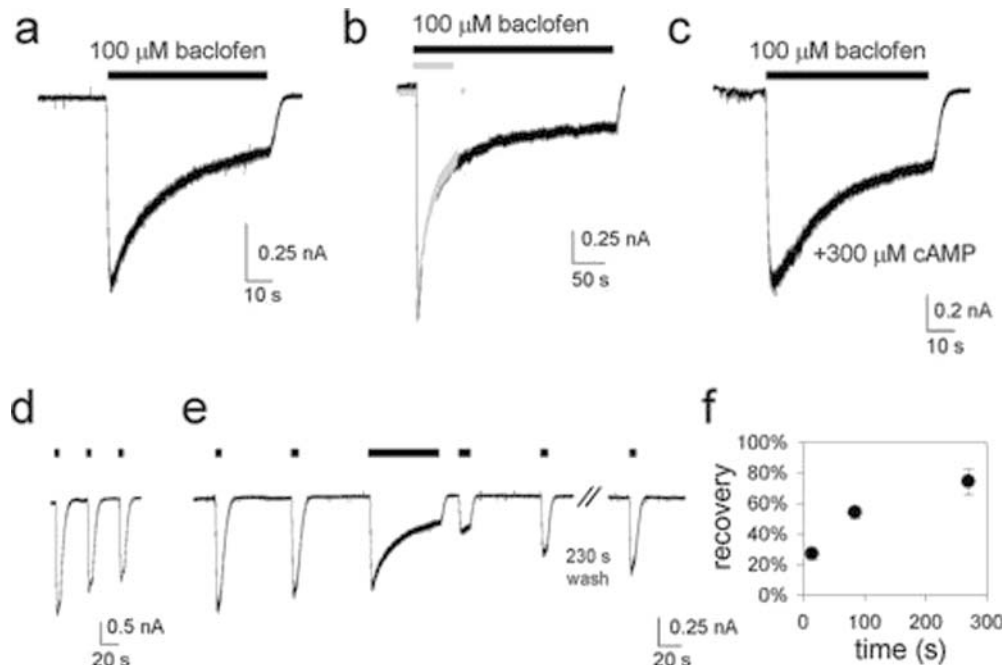 a
100 μM baclofen
0.25 nA
10 s
b
100 μM baclofen
0.25 nA
50 s
c
100 μM baclofen
+300 μM cAMP
0.2 nA
10 s
d
0.5 nA
20 s
e
230 s
wash
0.25 nA
20 s
f
100%
80%
60%
40%
20%
0%
recovery
0 100 200 300
time (s)